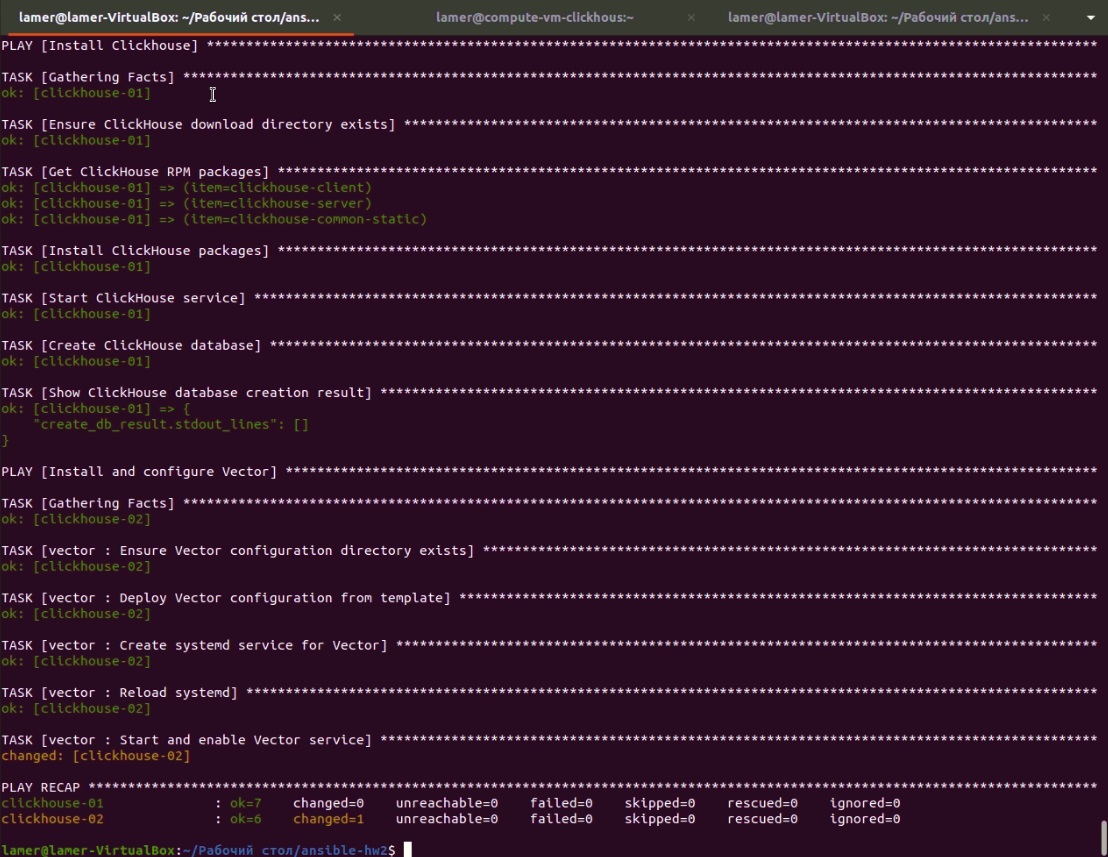 lamer@lamer-VirtualBox: ~/Рабочий стол/ans... × lamer@compute-vm-clickhous:~ × lamer@lamer-VirtualBox: ~/Рабочий стол/ans... ×
PLAY [Install Clickhouse] *****************************************************************************************************************
TASK [Gathering Facts] ********************************************************************************************************************
ok: [clickhouse-01]
TASK [Ensure ClickHouse download directory exists] ****************************************************************************************
ok: [clickhouse-01]
TASK [Get ClickHouse RPM packages] ********************************************************************************************************
ok: [clickhouse-01] => (item=clickhouse-client)
ok: [clickhouse-01] => (item=clickhouse-server)
ok: [clickhouse-01] => (item=clickhouse-common-static)
TASK [Install ClickHouse packages] ********************************************************************************************************
ok: [clickhouse-01]
TASK [Start ClickHouse service] ***********************************************************************************************************
ok: [clickhouse-01]
TASK [Create ClickHouse database] *********************************************************************************************************
ok: [clickhouse-01]
TASK [Show ClickHouse database creation result] *******************************************************************************************
ok: [clickhouse-01] => {
    "create_db_result.stdout_lines": []
}
PLAY [Install and configure Vector] *******************************************************************************************************
TASK [Gathering Facts] ********************************************************************************************************************
ok: [clickhouse-02]
TASK [vector : Ensure Vector configuration directory exists] ******************************************************************************
ok: [clickhouse-02]
TASK [vector : Deploy Vector configuration from template] *********************************************************************************
ok: [clickhouse-02]
TASK [vector : Create systemd service for Vector] *****************************************************************************************
ok: [clickhouse-02]
TASK [vector : Reload systemd] ************************************************************************************************************
ok: [clickhouse-02]
TASK [vector : Start and enable Vector service] *******************************************************************************************
changed: [clickhouse-02]
PLAY RECAP ********************************************************************************************************************************
clickhouse-01              : ok=7    changed=0    unreachable=0    failed=0    skipped=0    rescued=0    ignored=0
clickhouse-02              : ok=6    changed=1    unreachable=0    failed=0    skipped=0    rescued=0    ignored=0
lamer@lamer-VirtualBox:~/Рабочий стол/ansible-hw2$